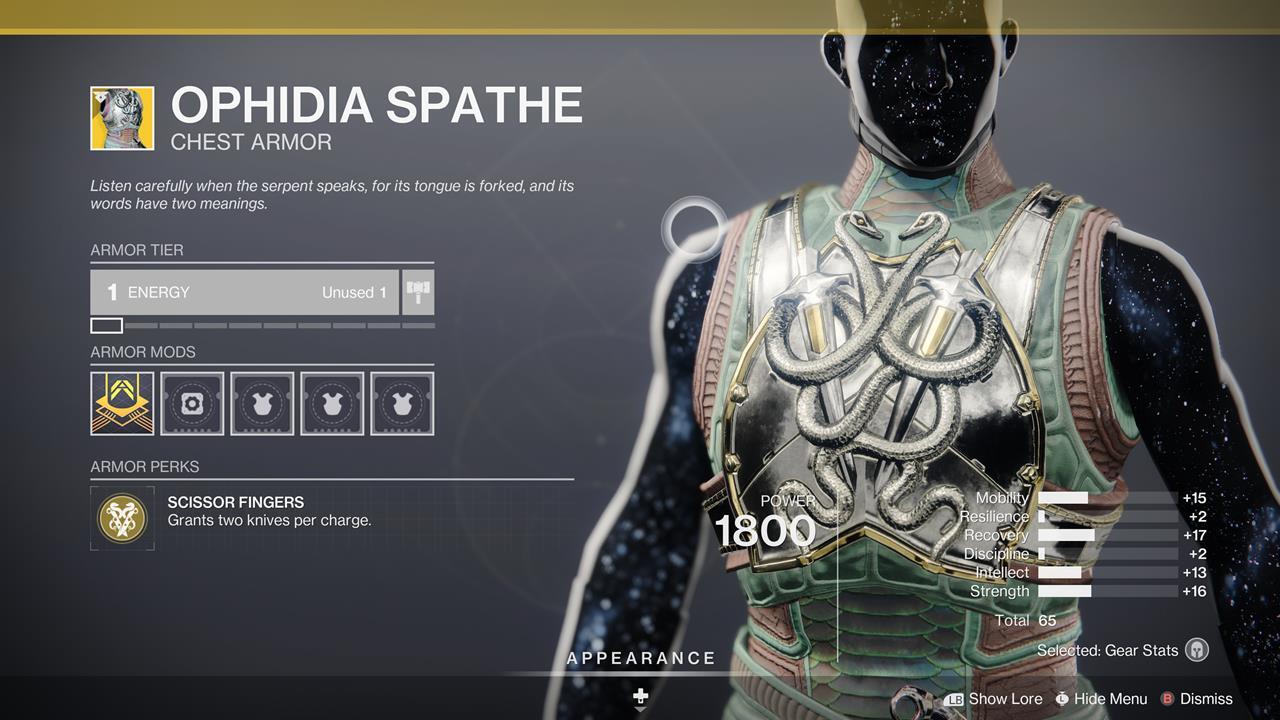 OPHIDIA SPATHE
CHEST ARMOR
Listen carefully when the serpent speaks, for its tongue is forked, and its
words have two meanings.
ARMOR TIER
1 ENERGY Unused 1
ARMOR MODS
ARMOR PERKS
SCISSOR FINGERS
Grants two knives per charge.
POWER
1800
Mobility +15
Resilience +2
Recovery +17
Discipline +2
Intellect +13
Strength +16
Total 65
Selected: Gear Stats
APPEARANCE
LB Show Lore L Hide Menu B Dismiss